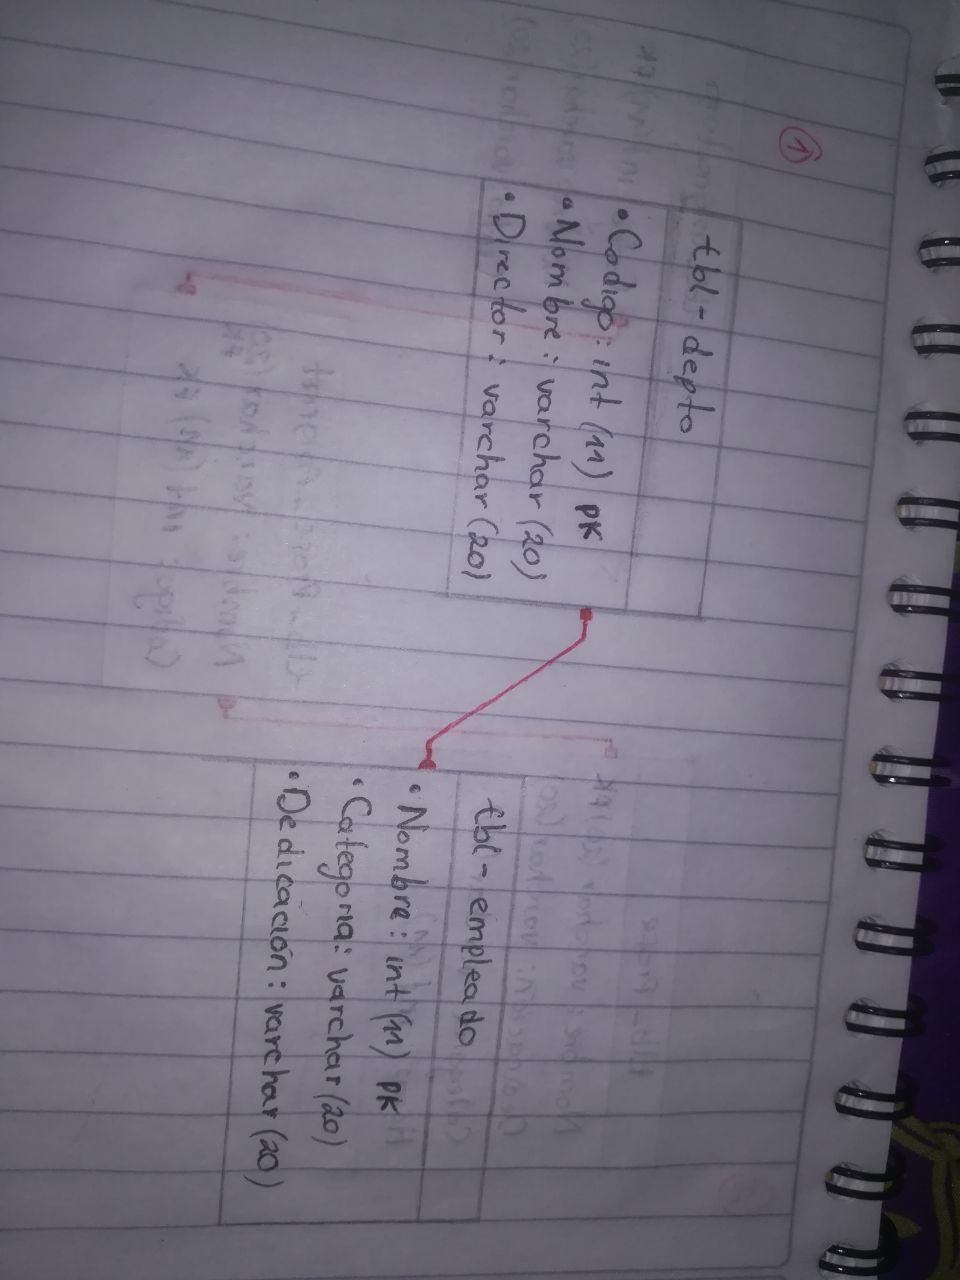 1
tbl-depto
• Codigo: int (11) PK
• Nombre: varchar (20)
• Director: varchar (20)
tbl-empleado
• Nombre: int (11) PK
• Categoria: varchar (20)
• Dedicación: varchar (20)